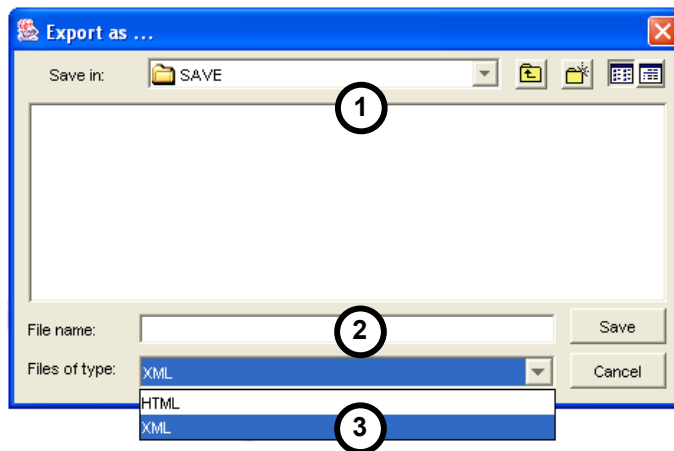 Export as ...
Save in: SAVE
1
File name: 2 Save
Files of type: XML Cancel
HTML
XML 3